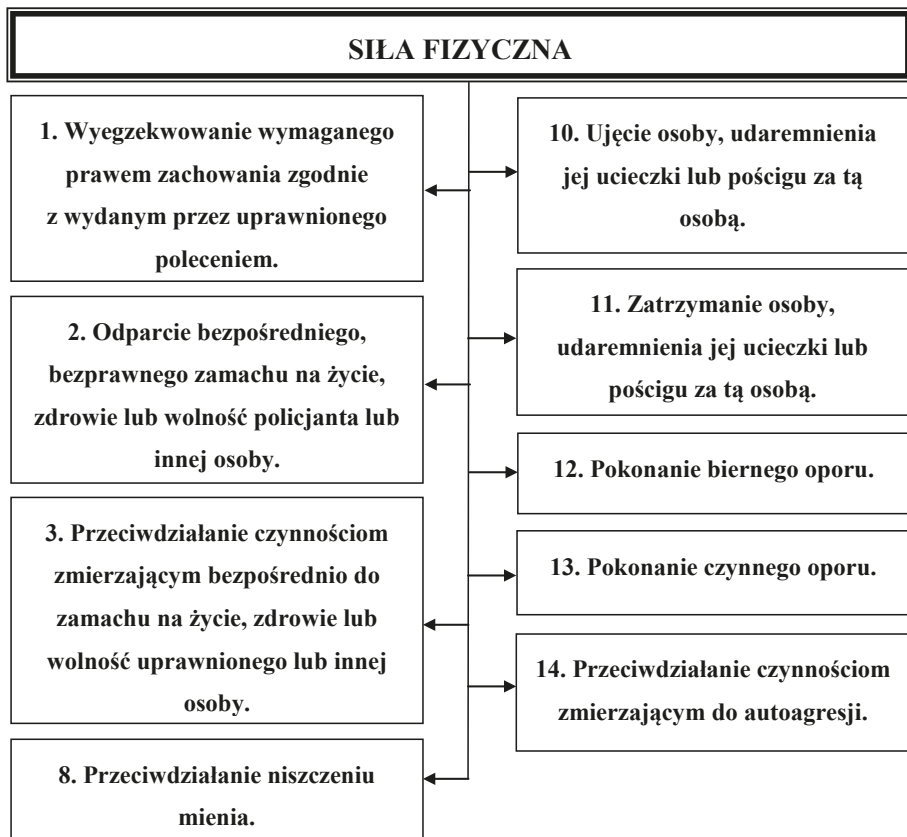 SIŁA FIZYCZNA
1. Wyegzekwowanie wymaganego
prawem zachowania zgodnie
z wydanym przez uprawnionego
poleceniem.
2. Odparcie bezpośredniego,
bezprawnego zamachu na życie,
zdrowie lub wolność policjanta lub
innej osoby.
3. Przeciwdziałanie czynnościom
zmierzającym bezpośrednio do
zamachu na życie, zdrowie lub
wolność uprawnionego lub innej
osoby.
8. Przeciwdziałanie niszczeniu
mienia.
10. Ujęcie osoby, udaremnienia
jej ucieczki lub pościgu za tą
osobą.
11. Zatrzymanie osoby,
udaremnienia jej ucieczki lub
pościgu za tą osobą.
12. Pokonanie biernego oporu.
13. Pokonanie czynnego oporu.
14. Przeciwdziałanie czynnościom
zmierzającym do autoagresji.